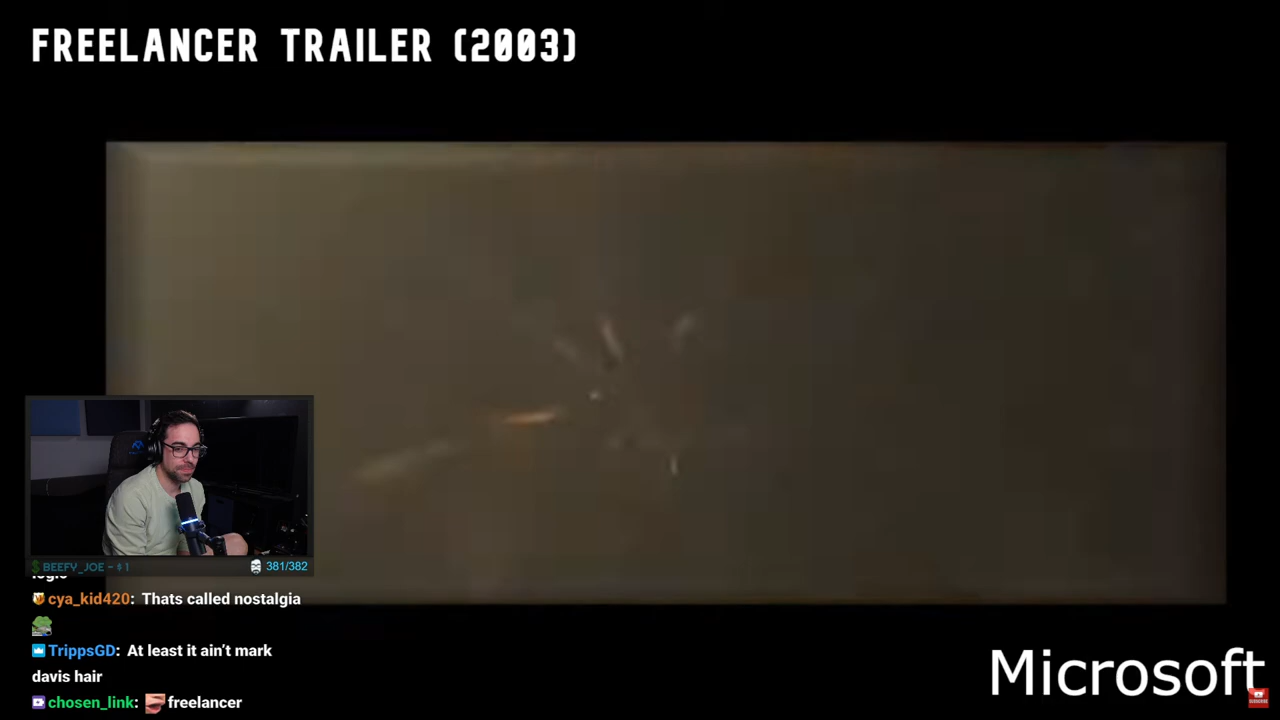 FREELANCER TRAILER (2003)
BEEFY_JOE - $1
381/382
logic
cya_kid420: Thats called nostalgia
TrippsGD: At least it ain't mark
davis hair
chosen_link: freelancer
Microsoft